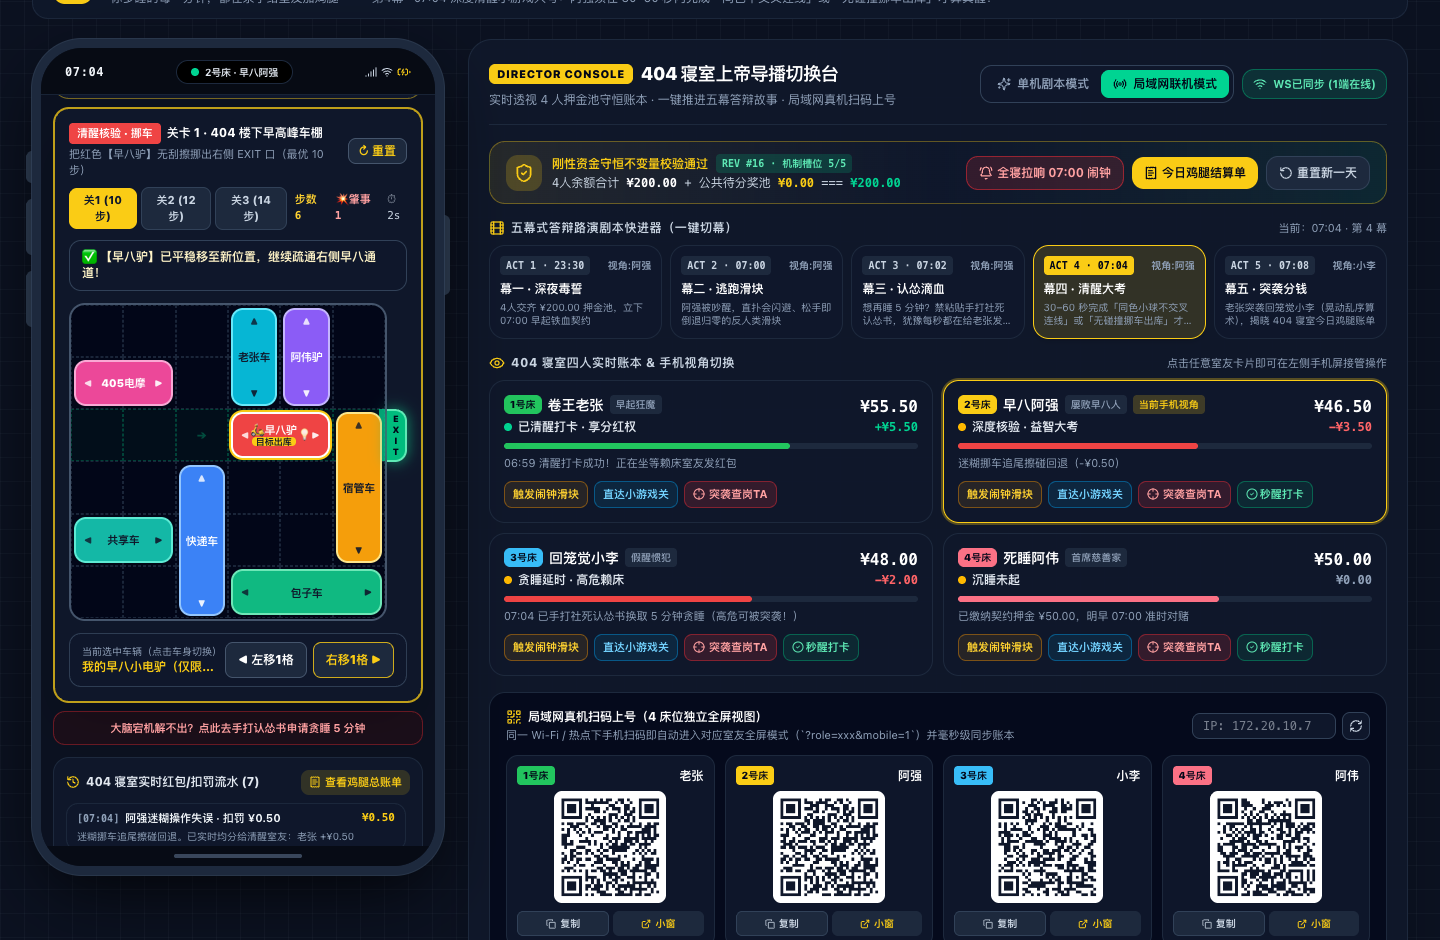 07:04
2号床 · 早八阿强
清醒核验 · 挪车
关卡 1 · 404 楼下早高峰车棚
把红色【早八驴】无刮擦挪出右侧 EXIT 口（最优 10
步）
重置
关1 (10
步)
关2 (12
步)
关3 (14
步)
步数
6
💥肇事
1
⏱
2s
✅【早八驴】已平稳移至新位置，继续疏通右侧早八通
道！
老张车
阿伟驴
405电摩
早八驴
目标出库
EXIT
宿管车
快递车
共享车
包子车
当前选中车辆（点击车身切换）
我的早八小电驴（仅限...
◀ 左移1格
右移1格 ▶
大脑宕机解不出？点此去手打认怂书申请贪睡 5 分钟
404 寝室实时红包/扣罚流水 (7)
查看鸡腿总账单
[07:04] 阿强迷糊操作失误 · 扣罚 ¥0.50
¥0.50
迷糊挪车追尾擦碰回退。已实时均分给清醒室友：老张 +¥0.50
DIRECTOR CONSOLE
404 寝室上帝导播切换台
实时透视 4 人押金池守恒账本 · 一键推进五幕答辩故事 · 局域网真机扫码上号
单机剧本模式
局域网联机模式
WS已同步 (1端在线)
刚性资金守恒不变量校验通过
REV #16 · 机制槽位 5/5
4人余额合计 ¥200.00 + 公共待分奖池 ¥0.00 === ¥200.00
全寝拉响 07:00 闹钟
今日鸡腿结算单
重置新一天
五幕式答辩路演剧本快进器（一键切幕）
当前：07:04 · 第 4 幕
ACT 1 · 23:30
视角:阿强
幕一 · 深夜毒誓
4人交齐 ¥200.00 押金池，立下
07:00 早起铁血契约
ACT 2 · 07:00
视角:阿强
幕二 · 逃跑滑块
阿强被吵醒，直扑会闪避、松手即
倒退归零的反人类滑块
ACT 3 · 07:02
视角:阿强
幕三 · 认怂滴血
想再睡 5 分钟？禁粘贴手打社死
认怂书，犹豫每秒都在给老张发...
ACT 4 · 07:04
视角:阿强
幕四 · 清醒大考
30–60 秒完成「同色小球不交叉
连线」或「无碰撞挪车出库」才...
ACT 5 · 07:08
视角:小李
幕五 · 突袭分钱
老张突袭回笼觉小李（晃动乱序算
术），揭晓 404 寝室今日鸡腿账单
404 寝室四人实时账本 & 手机视角切换
点击任意室友卡片即可在左侧手机屏接管操作
1号床
卷王老张
早起狂魔
¥55.50
已清醒打卡 · 享分红权
+¥5.50
06:59 清醒打卡成功！正在坐等赖床室友发红包
触发闹钟滑块
直达小游戏关
突袭查岗TA
2号床
早八阿强
屡败早八人
当前手机视角
¥46.50
深度核验 · 益智大考
-¥3.50
迷糊挪车追尾擦碰回退（-¥0.50）
触发闹钟滑块
直达小游戏关
突袭查岗TA
秒醒打卡
3号床
回笼觉小李
假醒惯犯
¥48.00
贪睡延时 · 高危赖床
-¥2.00
07:04 已手打社死认怂书换取 5 分钟贪睡（高危可被突袭！）
触发闹钟滑块
直达小游戏关
突袭查岗TA
秒醒打卡
4号床
死睡阿伟
首席慈善家
¥50.00
沉睡未起
¥0.00
已缴纳契约押金 ¥50.00，明早 07:00 准时对赌
触发闹钟滑块
直达小游戏关
突袭查岗TA
秒醒打卡
局域网真机扫码上号（4 床位独立全屏视图）
同一 Wi-Fi / 热点下手机扫码即自动进入对应室友全屏模式（`?role=xxx&mobile=1`）并毫秒级同步账本
IP: 172.20.10.7
1号床
老张
复制
小窗
2号床
阿强
复制
小窗
3号床
小李
复制
小窗
4号床
阿伟
复制
小窗